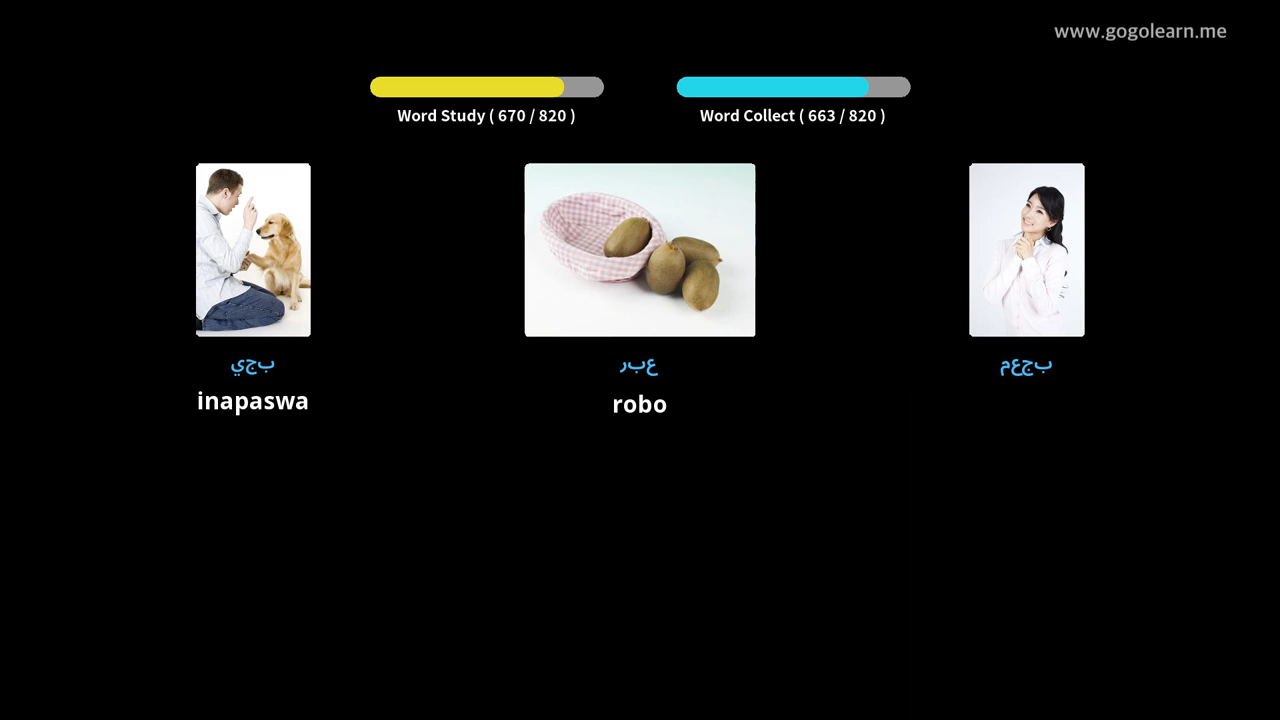 www.gogolearn.me
Word Study ( 670 / 820 )
Word Collect ( 663 / 820 )
بجي
inapaswa
عبر
robo
بجعم